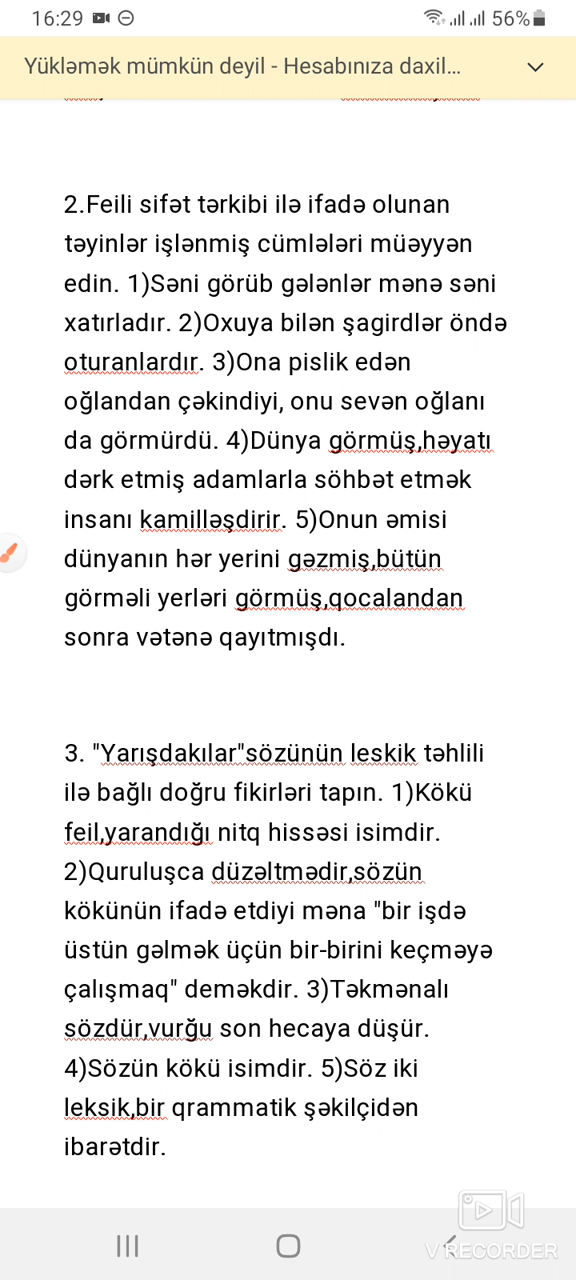 16:29
56%
Yükləmək mümkün deyil - Hesabınıza daxil...
2.Feili sifət tərkibi ilə ifadə olunan
təyinlər işlənmiş cümlələri müəyyən
edin. 1)Səni görüb gələnlər mənə səni
xatırladır. 2)Oxuya bilən şagirdlər öndə
oturanlardır. 3)Ona pislik edən
oğlandan çəkindiyi, onu sevən oğlanı
da görmürdü. 4)Dünya görmüş,həyatı
dərk etmiş adamlarla söhbət etmək
insanı kamilləşdirir. 5)Onun əmisi
dünyanın hər yerini gəzmiş,bütün
görməli yerləri görmüş,qocalandan
sonra vətənə qayıtmışdı.
3. "Yarışdakılar"sözünün leskik təhlili
ilə bağlı doğru fikirləri tapın. 1)Kökü
feil,yarandığı nitq hissəsi isimdir.
2)Quruluşca düzəltmədir,sözün
kökünün ifadə etdiyi məna "bir işdə
üstün gəlmək üçün bir-birini keçməyə
çalışmaq" deməkdir. 3)Təkmənalı
sözdür,vurğu son hecaya düşür.
4)Sözün kökü isimdir. 5)Söz iki
leksik,bir qrammatik şəkilçidən
ibarətdir.
V RECORDER